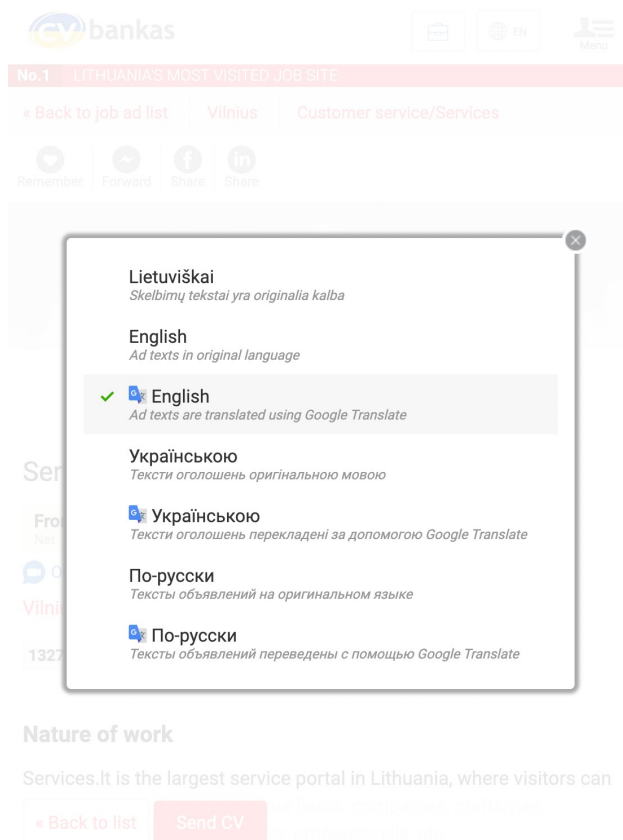 CV bankas
EN
Menu
No.1 LITHUANIA'S MOST VISITED JOB SITE
« Back to job ad list Vilnius Customer service/Services
Remember Forward Share Share
Lietuviškai
Skelbimų tekstai yra originalia kalba
English
Ad texts in original language
English
Ad texts are translated using Google Translate
Українською
Тексти оголошень оригінальною мовою
Українською
Тексти оголошень перекладені за допомогою Google Translate
По-русски
Тексты объявлений на оригинальном языке
По-русски
Тексты объявлений переведены с помощью Google Translate
Ser
Fro
Net
Vilni
1327
Nature of work
Services.lt is the largest service portal in Lithuania, where visitors can
« Back to list Send CV